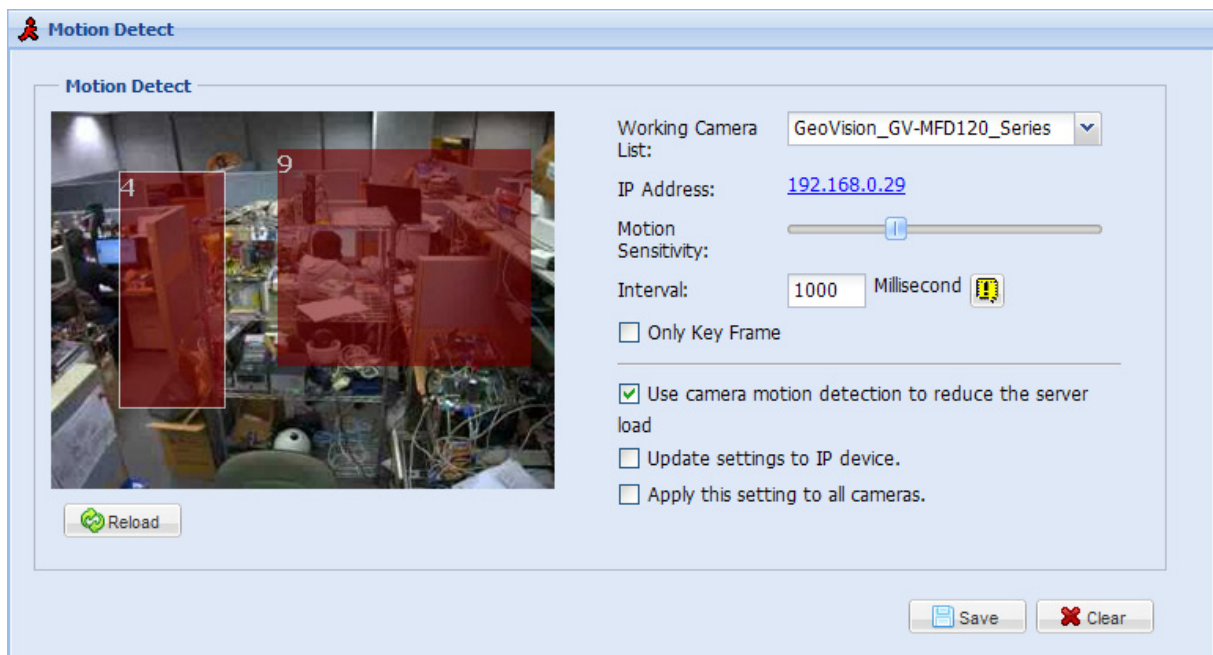 Motion Detect
Motion Detect
4
9
Reload
Working Camera
List:
GeoVision_GV-MFD120_Series
IP Address:
192.168.0.29
Motion
Sensitivity:
Interval:
1000
Millisecond
Only Key Frame
Use camera motion detection to reduce the server
load
Update settings to IP device.
Apply this setting to all cameras.
Save
Clear